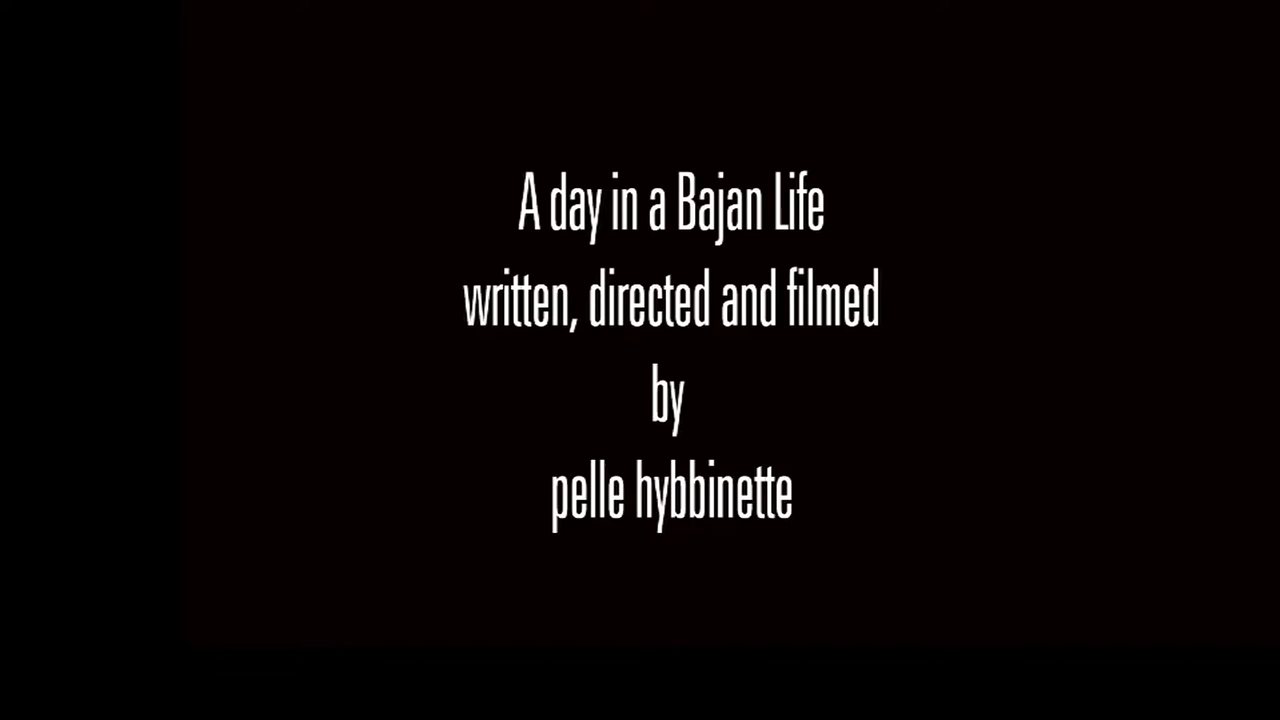 A day in a Bajan Life
written, directed and filmed
by
pelle hybbinette